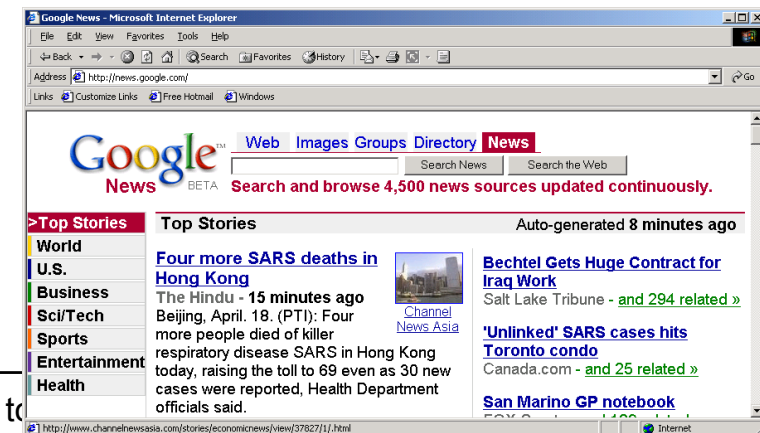 Google News - Microsoft Internet Explorer
File Edit View Favorites Tools Help
Back Search Favorites History
Address http://news.google.com/ Go
Links Customize Links Free Hotmail Windows
Google™ Web Images Groups Directory News
Search News Search the Web
News BETA Search and browse 4,500 news sources updated continuously.
>Top Stories
World
U.S.
Business
Sci/Tech
Sports
Entertainment
Health
Top Stories Auto-generated 8 minutes ago
Four more SARS deaths in
Hong Kong
The Hindu - 15 minutes ago
Beijing, April. 18. (PTI): Four
more people died of killer
respiratory disease SARS in Hong Kong
today, raising the toll to 69 even as 30 new
cases were reported, Health Department
officials said.
Channel
News Asia
Bechtel Gets Huge Contract for
Iraq Work
Salt Lake Tribune - and 294 related »
'Unlinked' SARS cases hits
Toronto condo
Canada.com - and 25 related »
San Marino GP notebook
http://www.channelnewsasia.com/stories/economicnews/view/37827/1/.html Internet